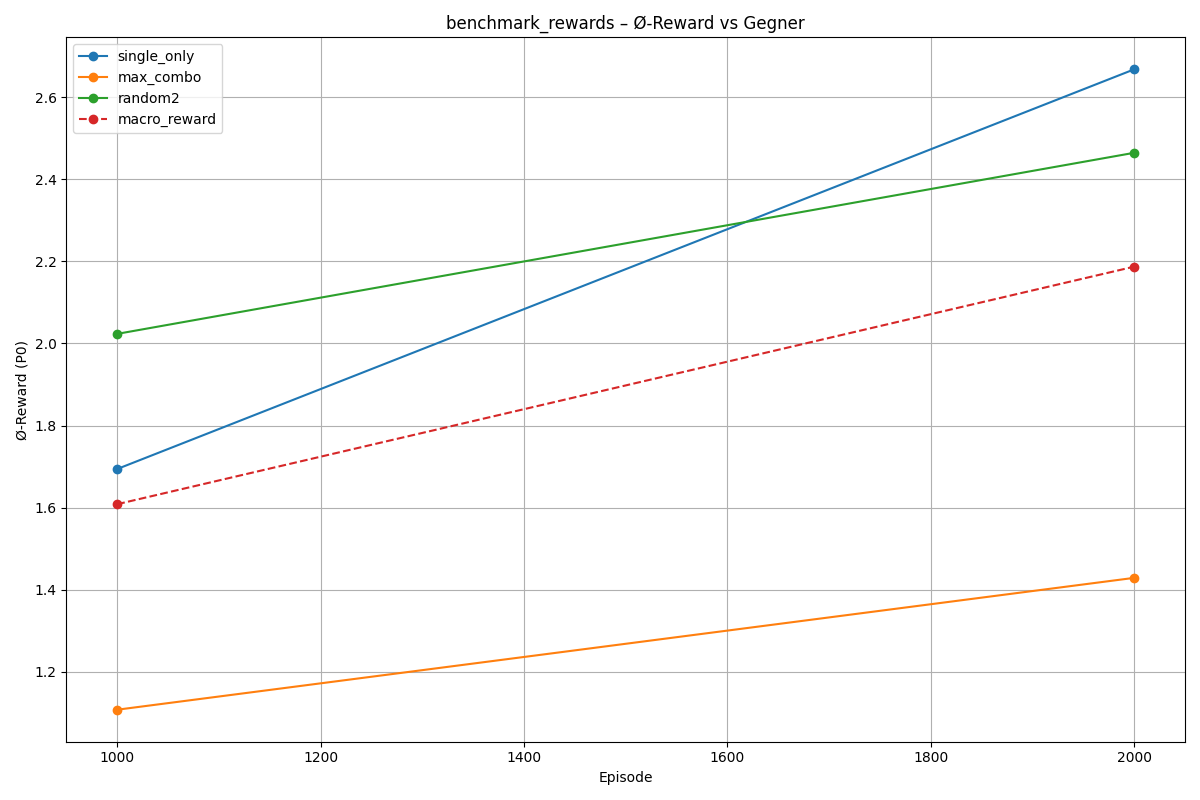 benchmark_rewards – Ø-Reward vs Gegner
single_only
max_combo
random2
macro_reward
Ø-Reward (P0)
2.6
2.4
2.2
2.0
1.8
1.6
1.4
1.2
1000 1200 1400 1600 1800 2000
Episode